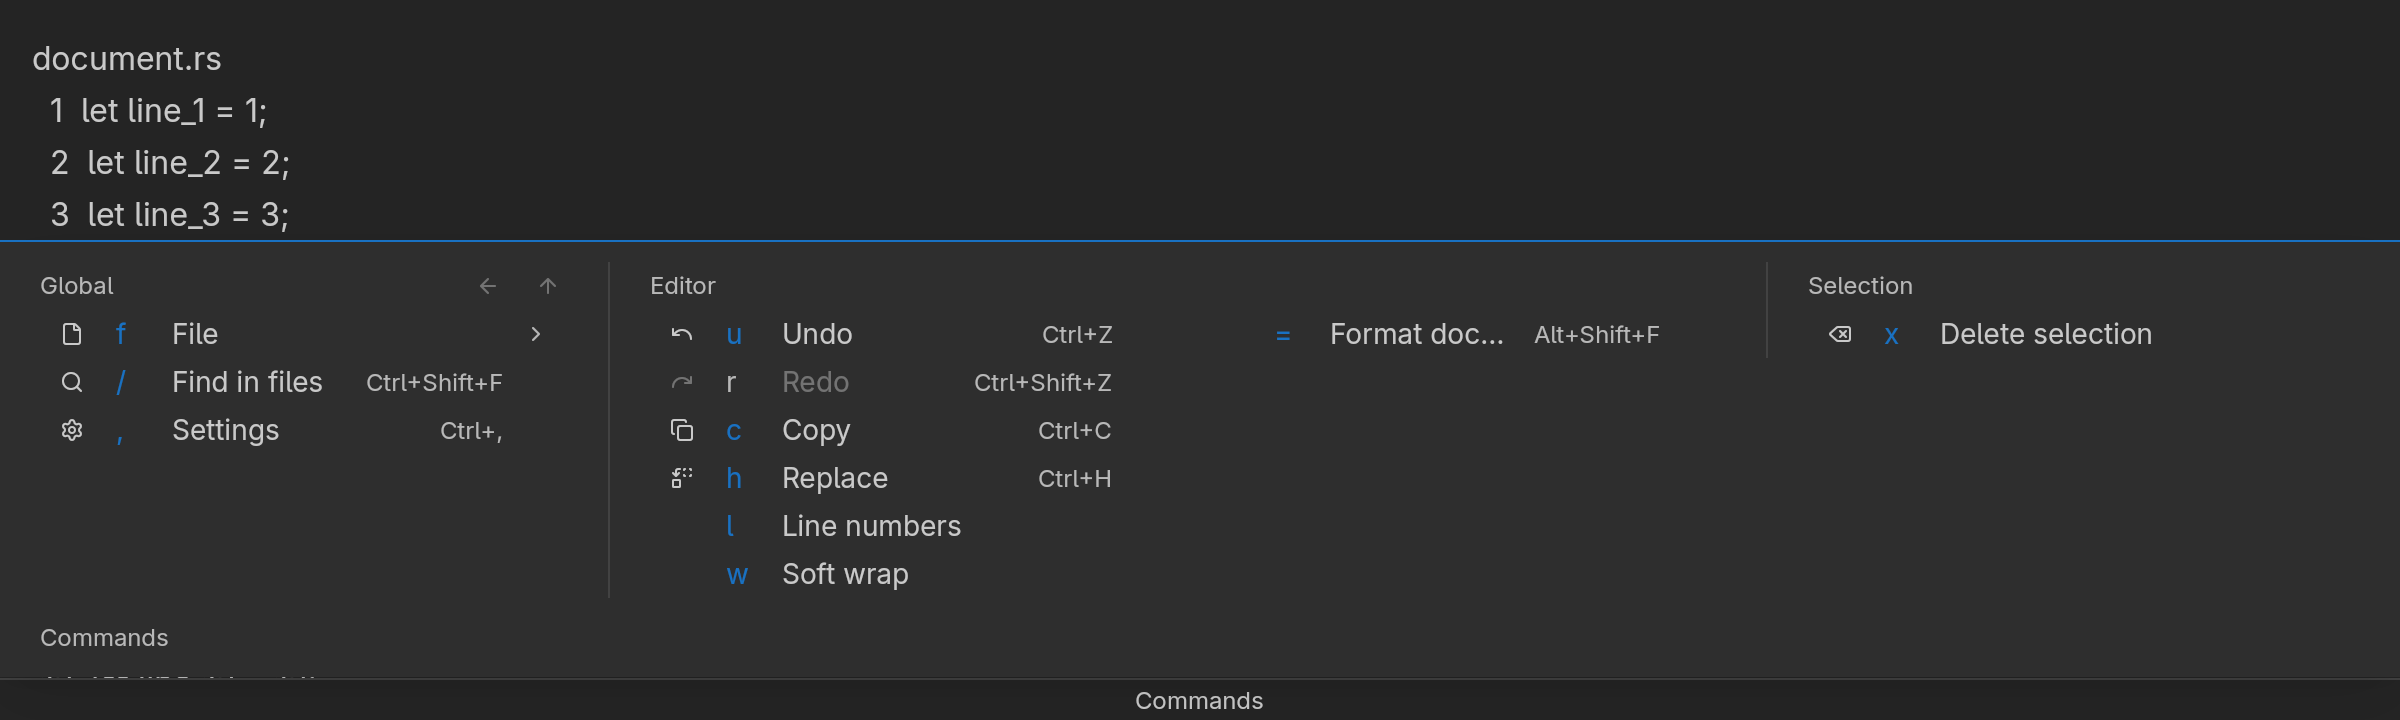 document.rs
1 let line_1 = 1;
2 let line_2 = 2;
3 let line_3 = 3;
Global
f File
/ Find in files Ctrl+Shift+F
, Settings Ctrl+,
Editor
u Undo Ctrl+Z
r Redo Ctrl+Shift+Z
c Copy Ctrl+C
h Replace Ctrl+H
l Line numbers
w Soft wrap
= Format doc... Alt+Shift+F
Selection
x Delete selection
Commands
Commands